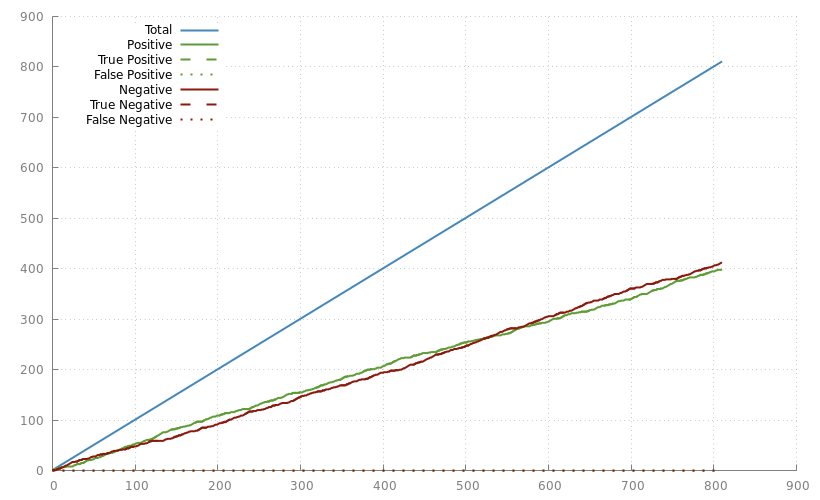 900
800
700
600
500
400
300
200
100
0
Total
Positive
True Positive
False Positive
Negative
True Negative
False Negative
0 100 200 300 400 500 600 700 800 900